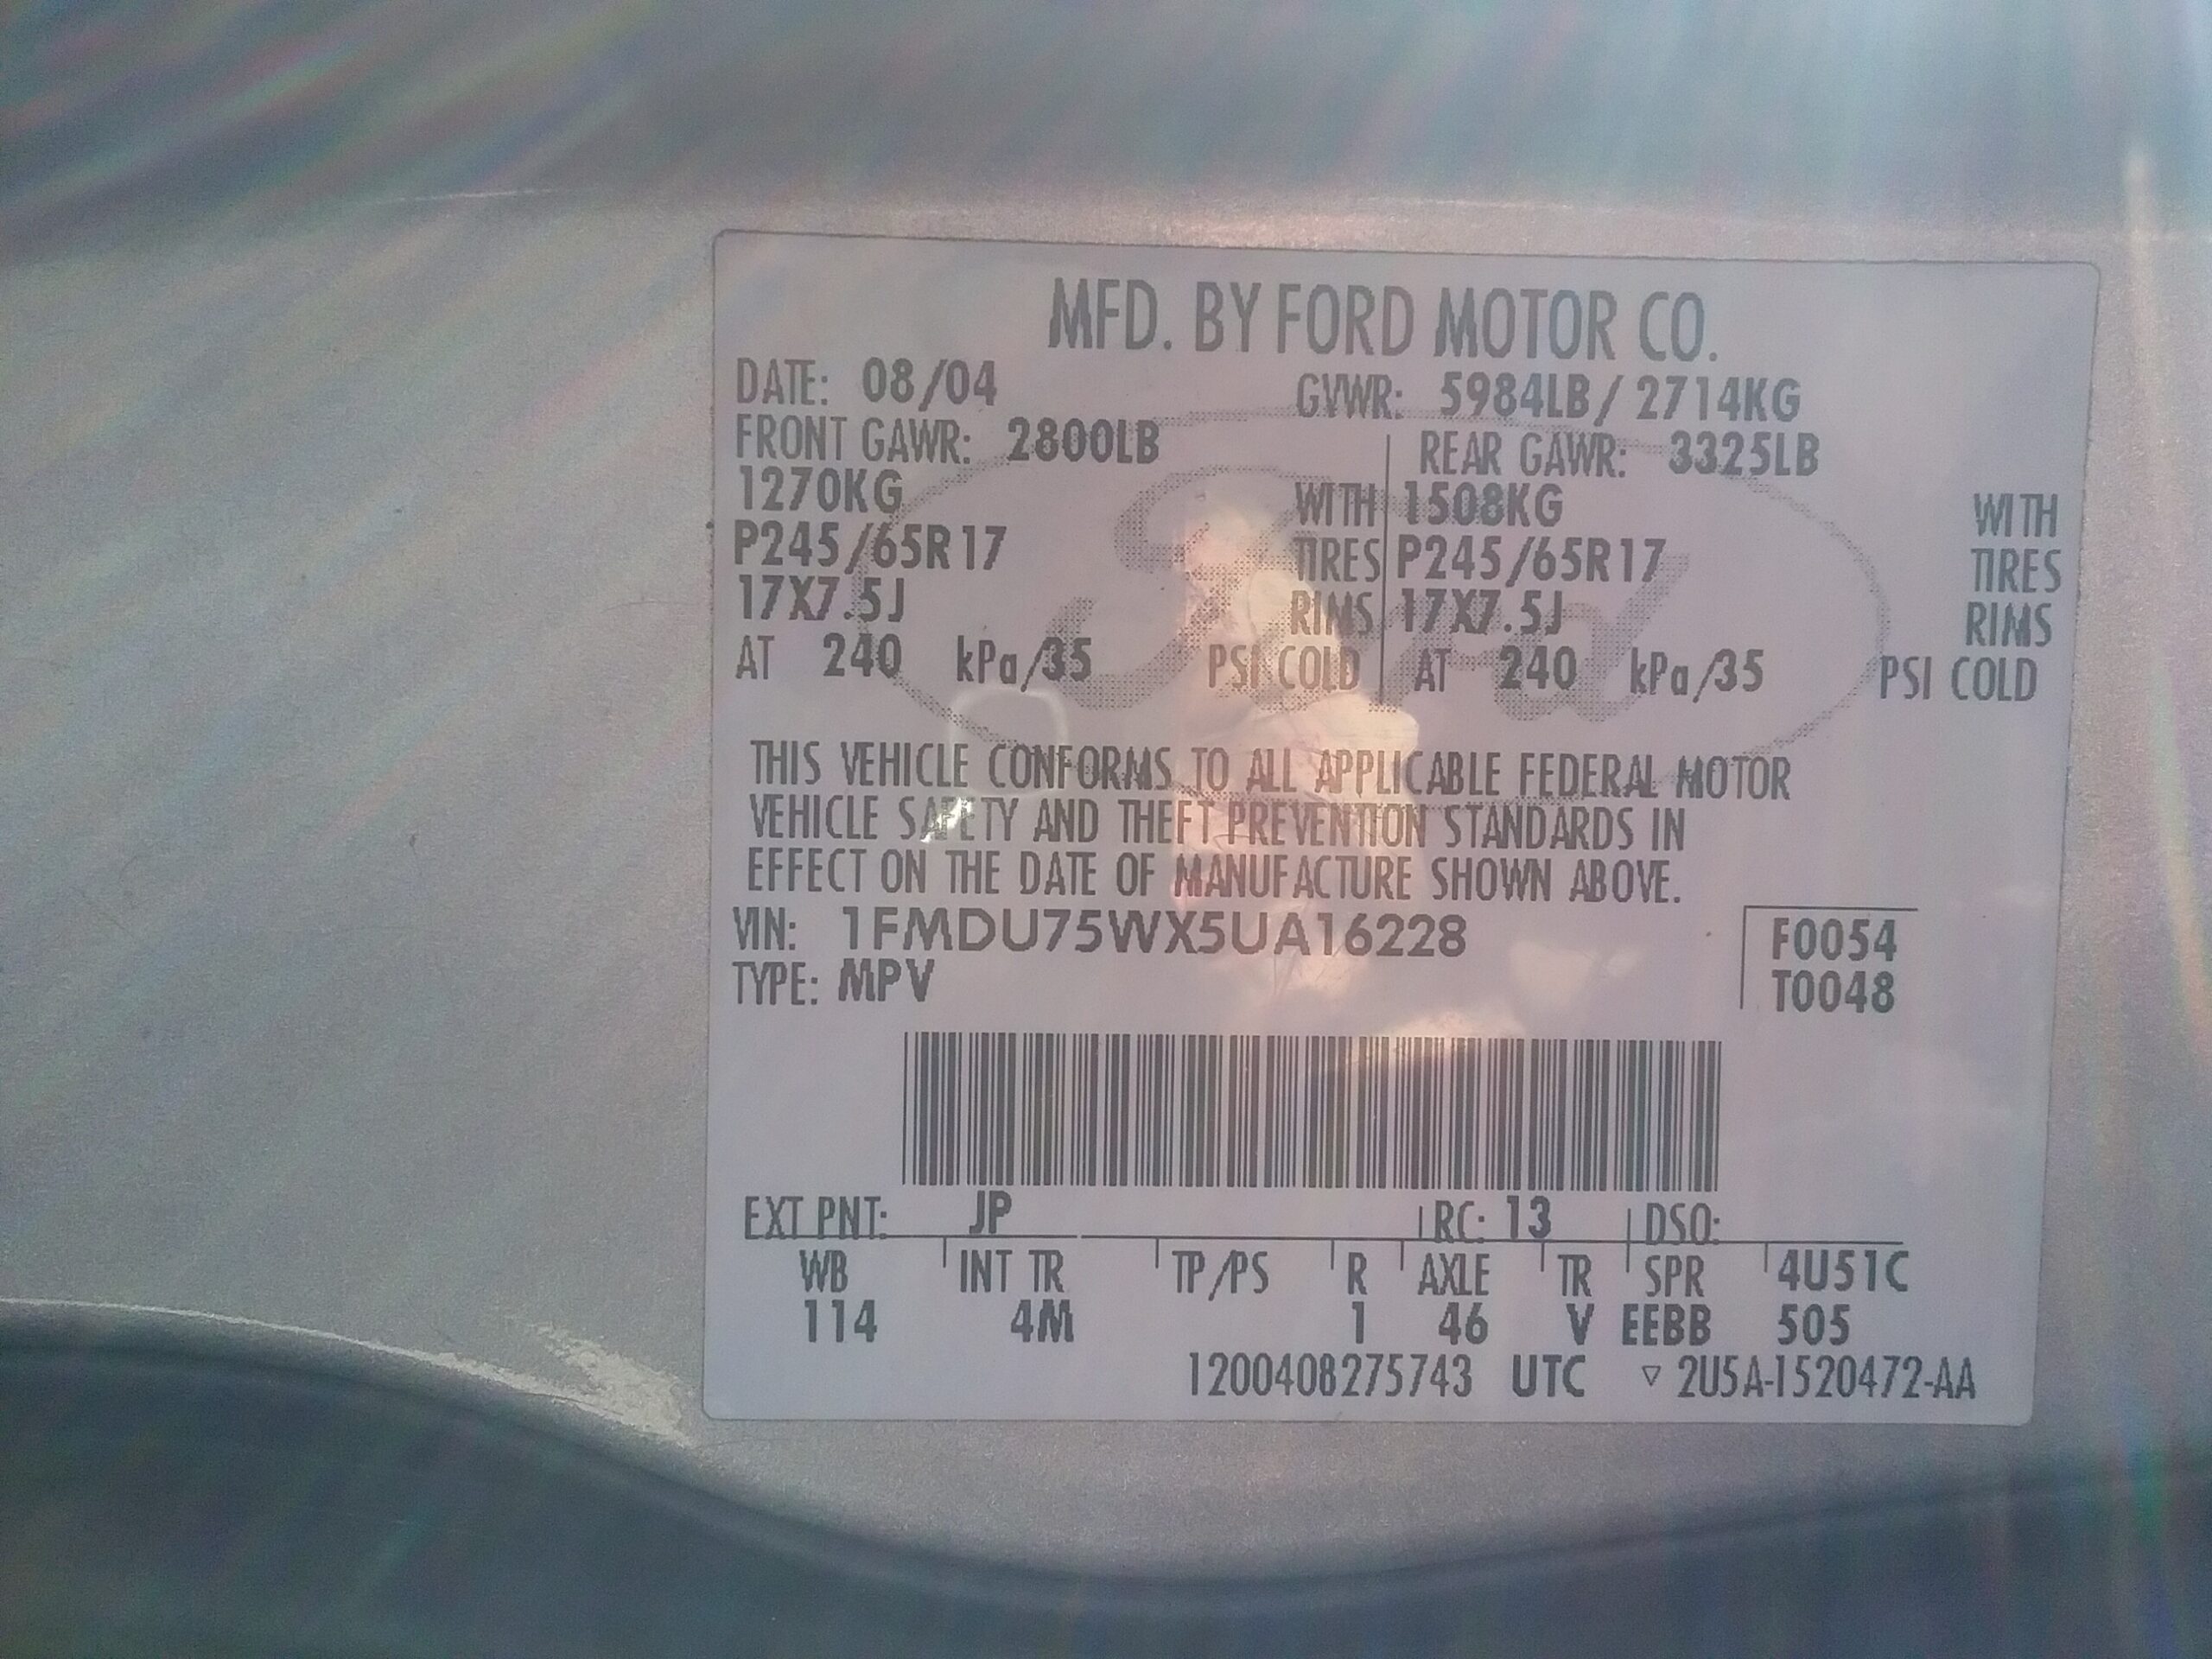 MFD. BY FORD MOTOR CO.
DATE: 08/04 GVWR: 5984LB/2714KG
FRONT GAWR: 2800LB REAR GAWR: 3325LB
1270KG WITH 1508KG WITH
P245/65R17 TIRES P245/65R17 TIRES
17X7.5J RIMS 17X7.5J RIMS
AT 240 kPa/35 PSI COLD AT 240 kPa/35 PSI COLD
Ford
THIS VEHICLE CONFORMS TO ALL APPLICABLE FEDERAL MOTOR
VEHICLE SAFETY AND THEFT PREVENTION STANDARDS IN
EFFECT ON THE DATE OF MANUFACTURE SHOWN ABOVE.
VIN: 1FMDU75WX5UA16228 F0054
TYPE: MPV T0048
EXT PNT: JP RC: 13 DSO:
WB INT TR TP/PS R AXLE TR SPR 4U51C
114 4M 1 46 V EEBB 505
1200408275743 UTC ▽ 2U5A-1520472-AA